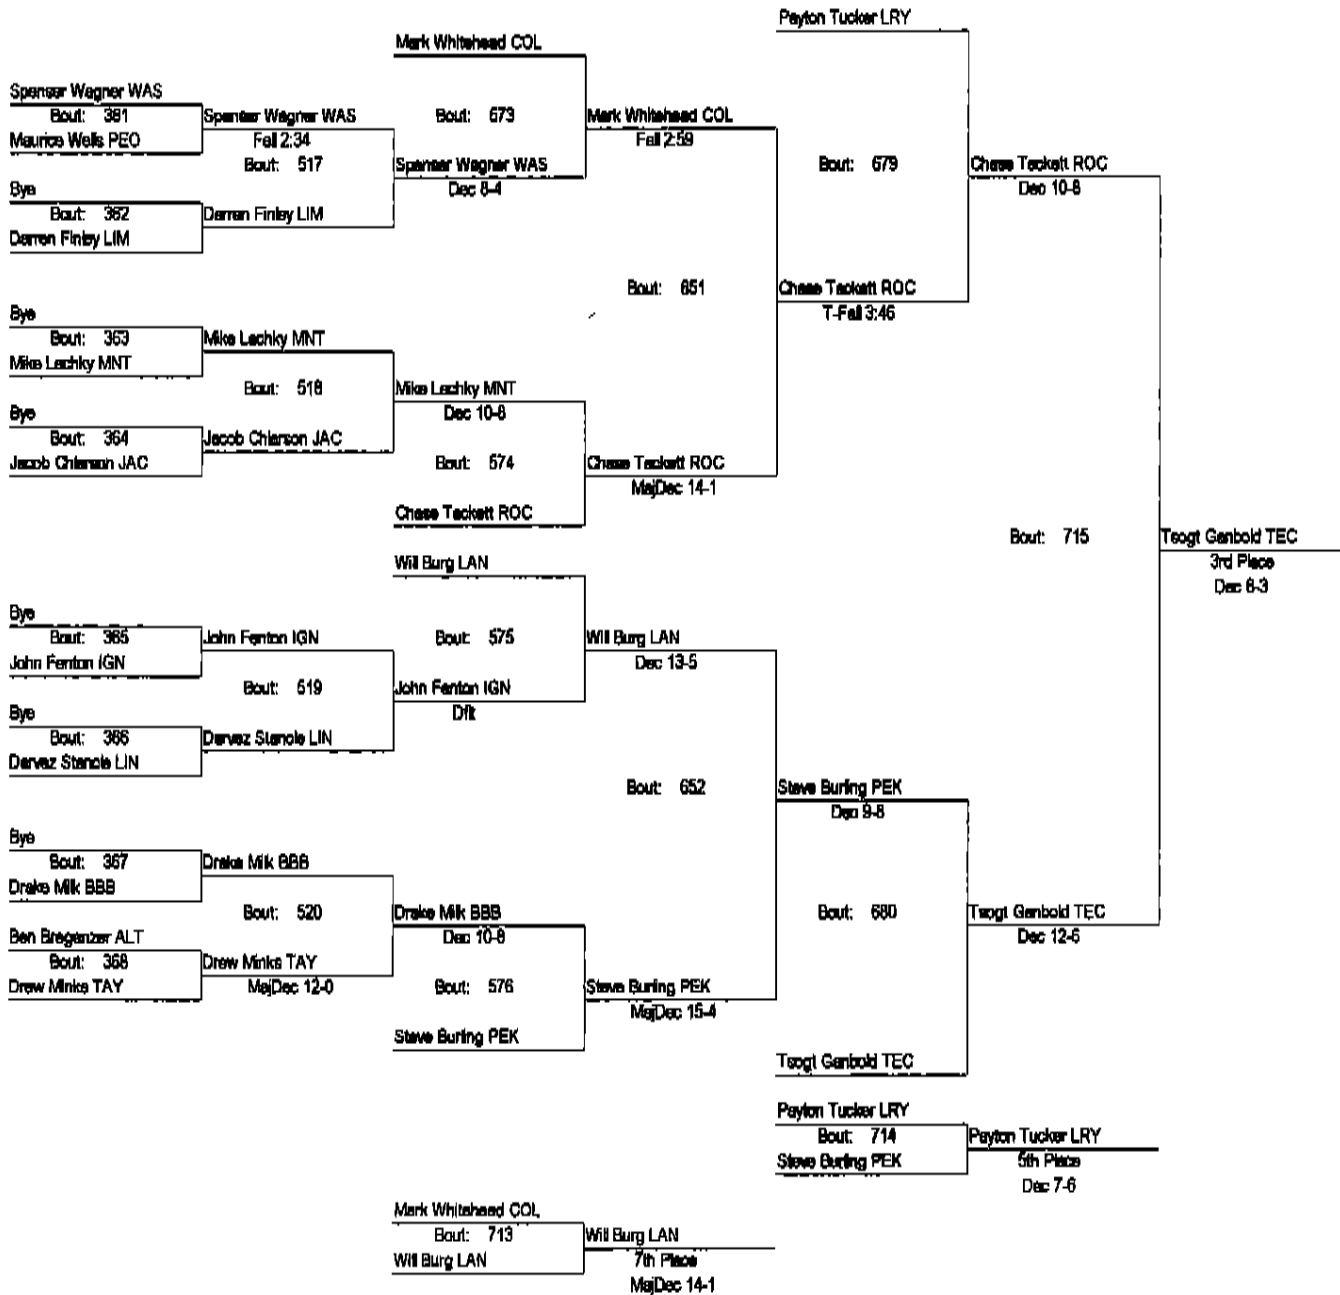 Payton Tucker LRY
Mark Whitehead COL
Spenser Wagner WAS
Bout: 361
Maurice Wells PEO
Spenser Wagner WAS
Fall 2:34
Bout: 517
Bye
Bout: 362
Darren Finley LIM
Darren Finley LIM
Bout: 573
Spenser Wagner WAS
Dec 8-4
Mark Whitehead COL
Fall 2:59
Bout: 679
Chase Tackett ROC
Dec 10-8
Bout: 651
Chase Tackett ROC
T-Fall 3:46
Bye
Bout: 363
Mike Lechky MNT
Mike Lechky MNT
Bout: 518
Bye
Bout: 364
Jacob Chierson JAC
Jacob Chierson JAC
Mike Lechky MNT
Dec 10-8
Bout: 574
Chase Tackett ROC
Chase Tackett ROC
MajDec 14-1
Bout: 715
Tsogt Ganbold TEC
3rd Place
Dec 6-3
Will Burg LAN
Bye
Bout: 365
John Fenton IGN
John Fenton IGN
Bout: 519
Bye
Bout: 366
Darvez Stanole LIN
Darvez Stanole LIN
Bout: 575
John Fenton IGN
Dflt
Will Burg LAN
Dec 13-5
Bout: 652
Steve Burling PEK
Dec 9-8
Bye
Bout: 367
Drake Milk BBB
Drake Milk BBB
Bout: 520
Ben Breganzer ALT
Bout: 368
Drew Minks TAY
Drew Minks TAY
MajDec 12-0
Drake Milk BBB
Dec 10-8
Bout: 576
Steve Burling PEK
Steve Burling PEK
MajDec 15-4
Bout: 680
Tsogt Ganbold TEC
Dec 12-6
Tsogt Ganbold TEC
Payton Tucker LRY
Bout: 714
Steve Burling PEK
Payton Tucker LRY
5th Place
Dec 7-6
Mark Whitehead COL
Bout: 713
Will Burg LAN
Will Burg LAN
7th Place
MajDec 14-1